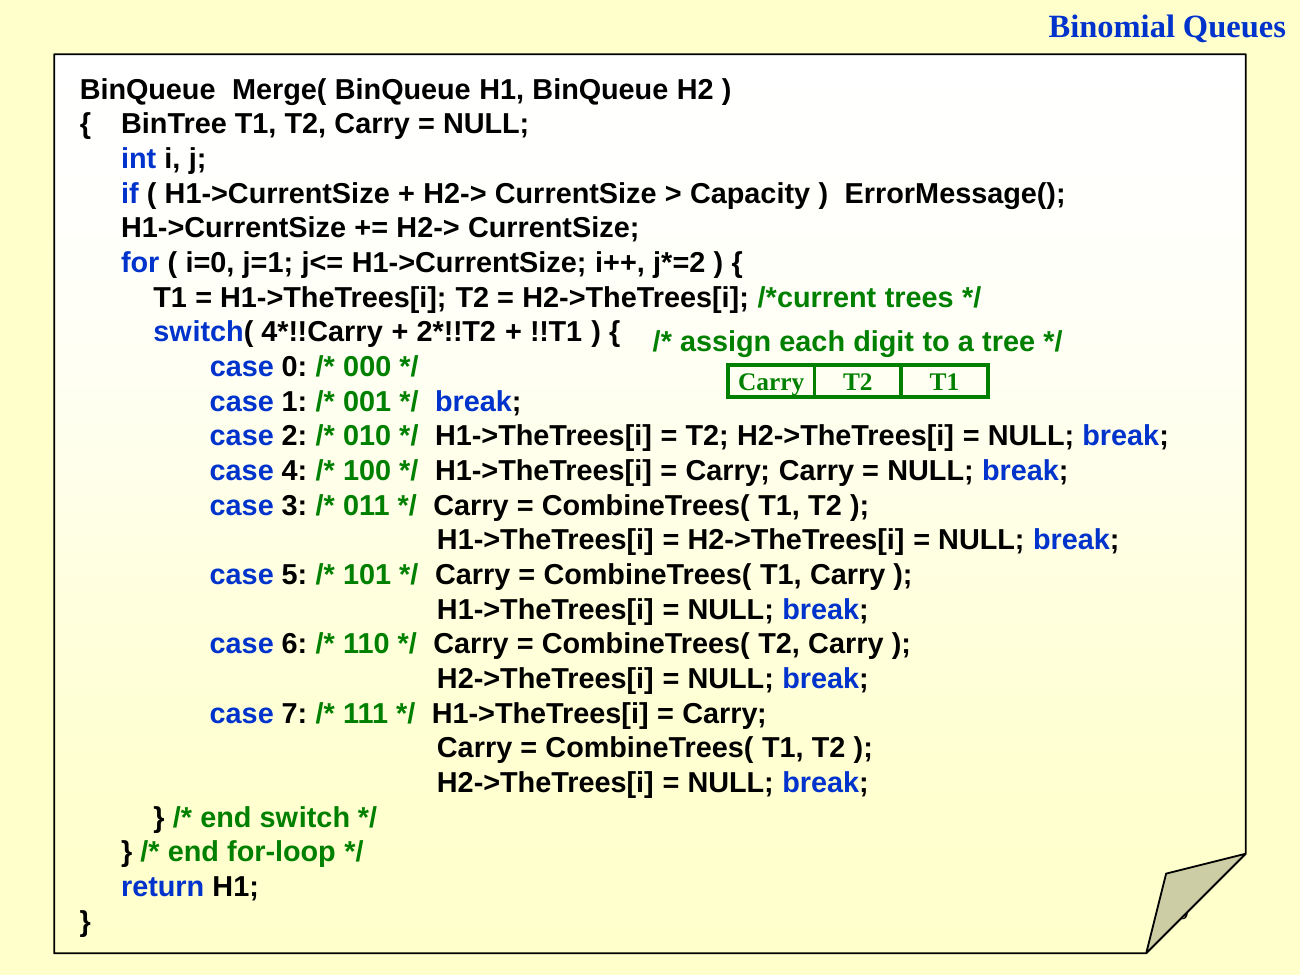 Binomial Queues
BinQueue  Merge( BinQueue H1, BinQueue H2 )
{    BinTree T1, T2, Carry = NULL;
int i, j;
if ( H1->CurrentSize + H2-> CurrentSize > Capacity )  ErrorMessage();
H1->CurrentSize += H2-> CurrentSize;
for ( i=0, j=1; j<= H1->CurrentSize; i++, j*=2 ) {
T1 = H1->TheTrees[i]; T2 = H2->TheTrees[i]; /*current trees */
switch( 4*!!Carry + 2*!!T2 + !!T1 ) {
/* assign each digit to a tree */
case 0: /* 000 */
Carry T2 T1
case 1: /* 001 */  break;
case 2: /* 010 */  H1->TheTrees[i] = T2; H2->TheTrees[i] = NULL; break;
case 4: /* 100 */  H1->TheTrees[i] = Carry; Carry = NULL; break;
case 3: /* 011 */  Carry = CombineTrees( T1, T2 );
H1->TheTrees[i] = H2->TheTrees[i] = NULL; break;
case 5: /* 101 */  Carry = CombineTrees( T1, Carry );
H1->TheTrees[i] = NULL; break;
case 6: /* 110 */  Carry = CombineTrees( T2, Carry );
H2->TheTrees[i] = NULL; break;
case 7: /* 111 */  H1->TheTrees[i] = Carry;
Carry = CombineTrees( T1, T2 );
H2->TheTrees[i] = NULL; break;
} /* end switch */
} /* end for-loop */
return H1;
}